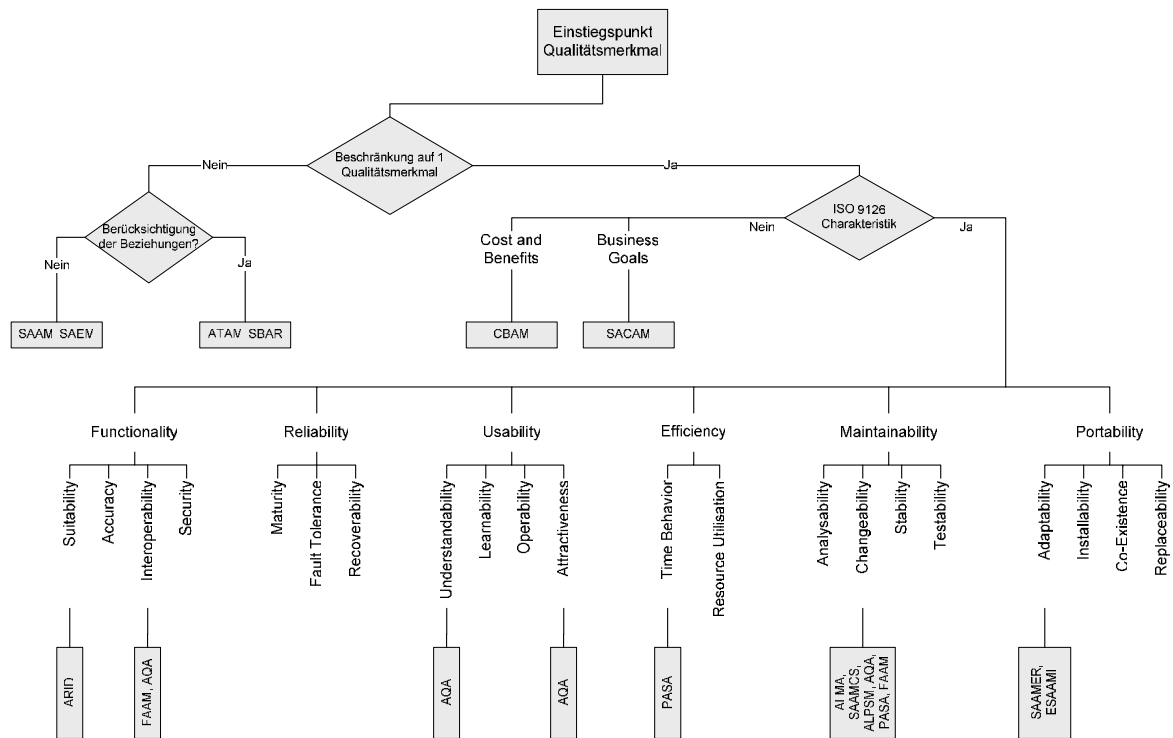 Einstiegspunkt
Qualitätsmerkmal
Beschränkung auf 1
Qualitätsmerkmal
Nein
Ja
Berücksichtigung
der Beziehungen?
Nein
Ja
SAAM SAEM
ATAM SBAR
ISO 9126
Charakteristik
Nein
Ja
Cost and
Benefits
Business
Goals
CBAM
SACAM
Functionality
Reliability
Usability
Efficiency
Maintainability
Portability
Suitability
Accuracy
Interoperability
Security
Maturity
Fault Tolerance
Recoverability
Understandability
Learnability
Operability
Attractiveness
Time Behavior
Resource Utilisation
Analysability
Changeability
Stability
Testability
Adaptability
Installability
Co-Existence
Replaceability
ARID
FAAM, AQA
AQA
AQA
PASA
ALMA,
SAAMCS,
ALPSM, AQA,
PASA, FAAM
SAAMER,
ESAAMI